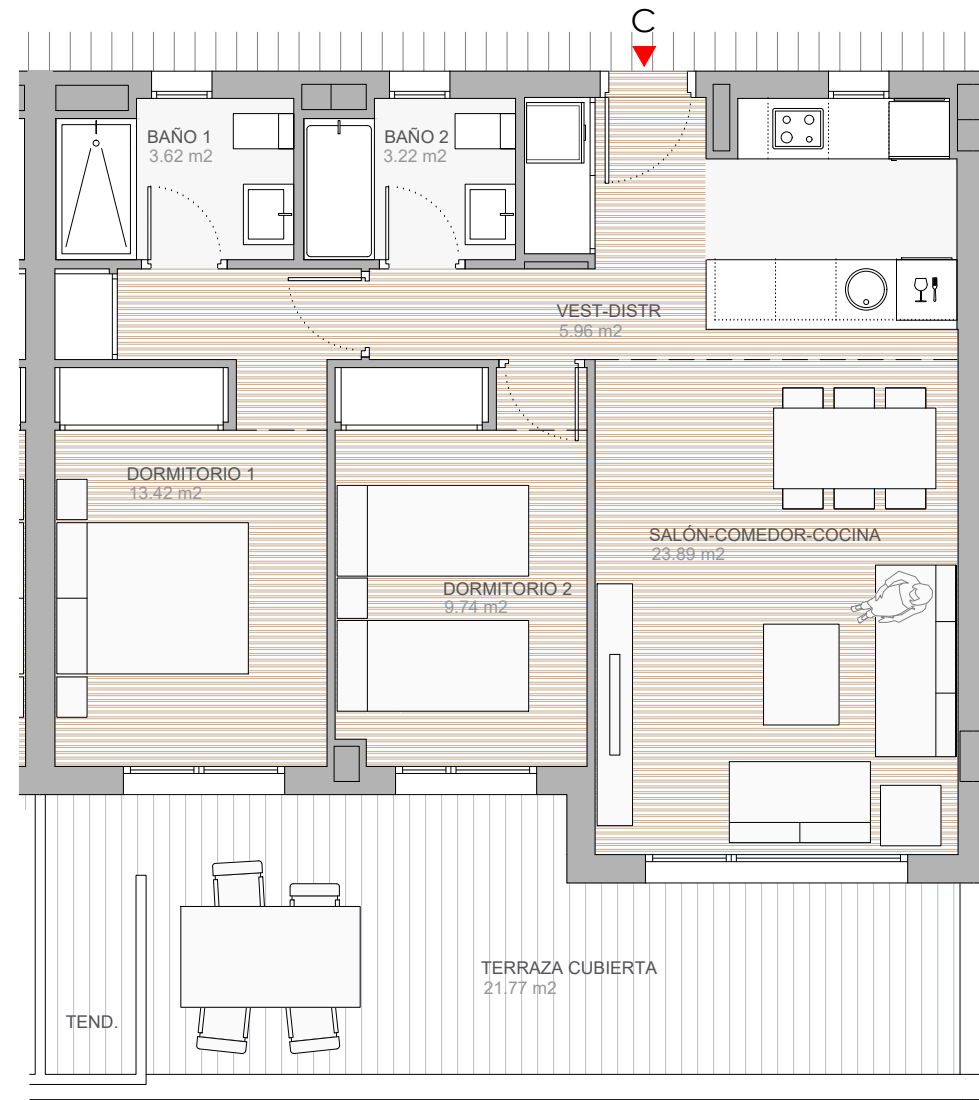 C
BAÑO 1
3.62 m2
BAÑO 2
3.22 m2
VEST-DISTR
5.96 m2
DORMITORIO 1
13.42 m2
SALÓN-COMEDOR-COCINA
23.89 m2
DORMITORIO 2
9.74 m2
TERRAZA CUBIERTA
21.77 m2
TEND.